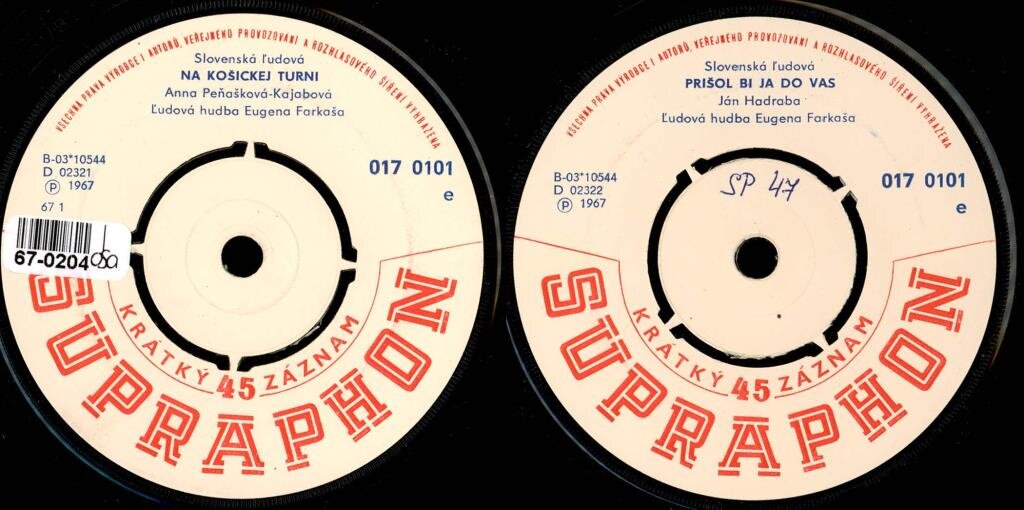 VŠECHNA PRÁVA VÝROBCE I AUTORŮ, VEŘEJNÉHO PROVOZOVÁNÍ A ROZHLASOVÉHO ŠÍŘENÍ VYHRAZENA
Slovenská ľudová
NA KOŠICKEJ TURNI
Anna Peňašková-Kajabová
Ľudová hudba Eugena Farkaša
B-03*10544
D 02321
Ⓟ 1967
67 1
017 0101
e
67-0204 OSa
KRÁTKÝ 45 ZÁZNAM
SUPRAPHON
VŠECHNA PRÁVA VÝROBCE I AUTORŮ, VEŘEJNÉHO PROVOZOVÁNÍ A ROZHLASOVÉHO ŠÍŘENÍ VYHRAZENA
Slovenská ľudová
PRIŠOL BI JA DO VAS
Ján Hadraba
Ľudová hudba Eugena Farkaša
B-03*10544
D 02322
Ⓟ 1967
SP 47
017 0101
e
KRÁTKÝ 45 ZÁZNAM
SUPRAPHON